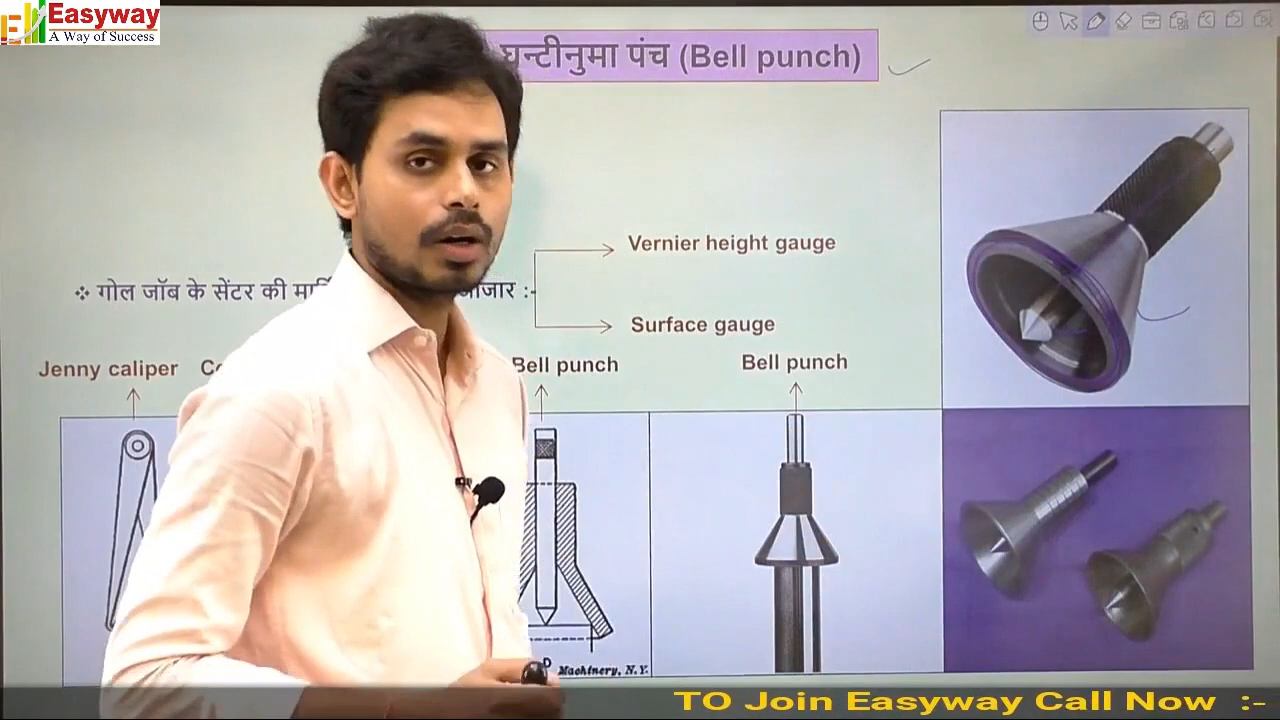 Easyway
A Way of Success
घन्टीनुमा पंच (Bell punch)
Vernier height gauge
❖ गोल जॉब के सेंटर की :-
Surface gauge
Jenny caliper
Bell punch
Bell punch
D
Machinery, N.Y.
TO Join Easyway Call Now :-